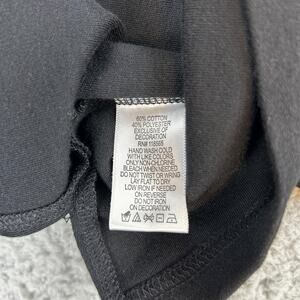 60% COTTON
40% POLYESTER
EXCLUSIVE OF
DECORATION
RN# 118565
HAND WASH COLD
WITH LIKE COLORS
ONLY NON-CHLORINE
BLEACH WHEN NEEDED
DO NOT TWIST OR WRING
LAY FLAT TO DRY
LOW IRON IF NEEDED
ON REVERSE
DO NOT IRON
ON DECORATION